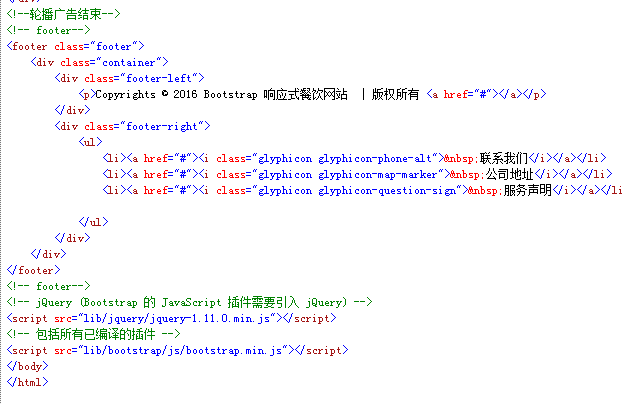 </div>
<!--轮播广告结束-->
<!-- footer-->
<footer class="footer">
<div class="container">
<div class="footer-left">
<p>Copyrights © 2016 Bootstrap 响应式餐饮网站  | 版权所有 <a href="#"></a></p>
</div>
<div class="footer-right">
<ul>
<li><a href="#"><i class="glyphicon glyphicon-phone-alt">&nbsp;联系我们</i></a></li>
<li><a href="#"><i class="glyphicon glyphicon-map-marker">&nbsp;公司地址</i></a></li>
<li><a href="#"><i class="glyphicon glyphicon-question-sign">&nbsp;服务声明</i></a></li
</ul>
</div>
</div>
</footer>
<!-- footer-->
<!-- jQuery (Bootstrap 的 JavaScript 插件需要引入 jQuery) -->
<script src="lib/jquery/jquery-1.11.0.min.js"></script>
<!-- 包括所有已编译的插件 -->
<script src="lib/bootstrap/js/bootstrap.min.js"></script>
</body>
</html>